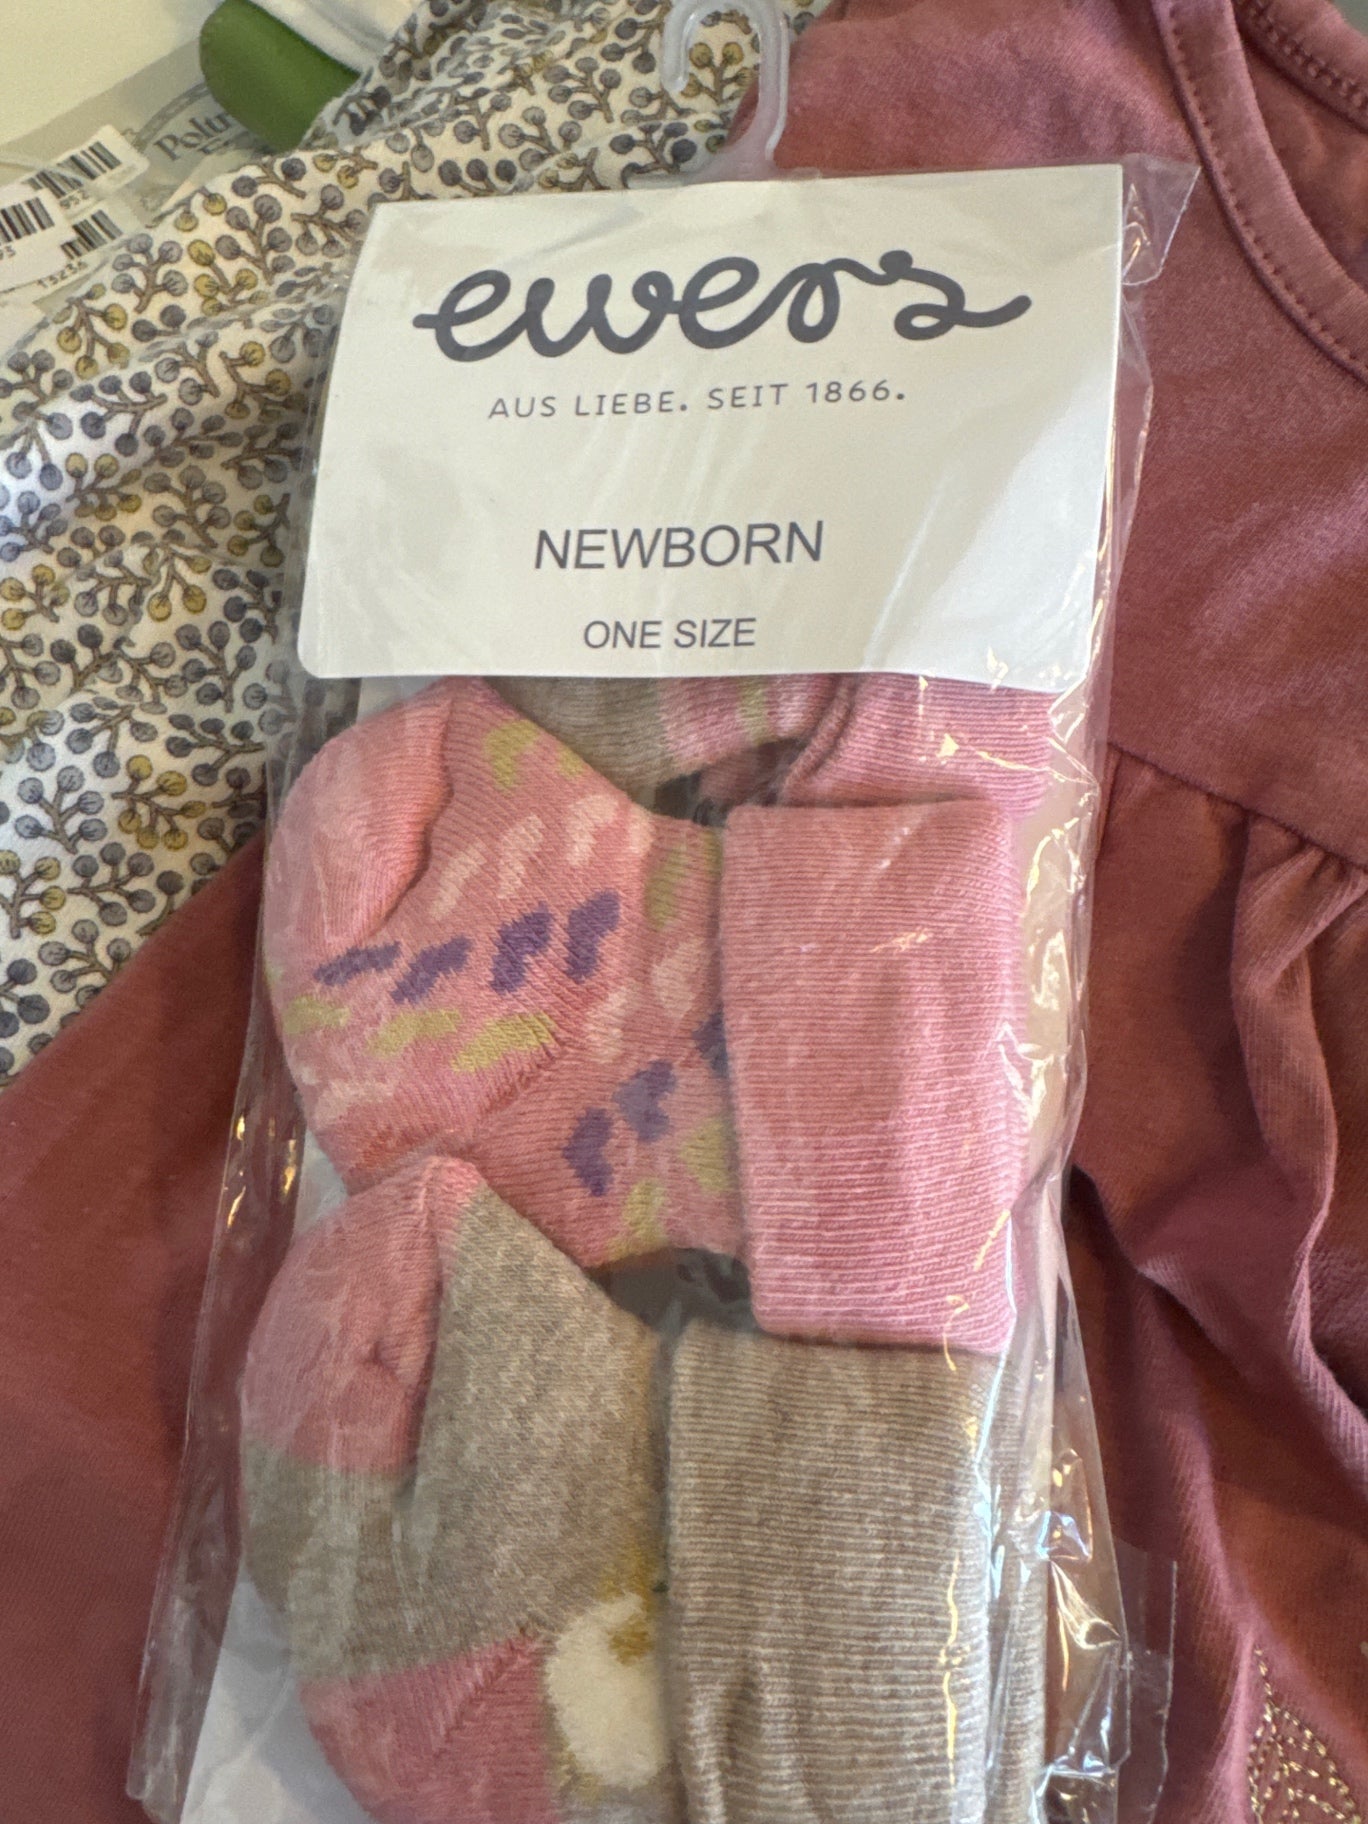 ewers
AUS LIEBE. SEIT 1866.
NEWBORN
ONE SIZE